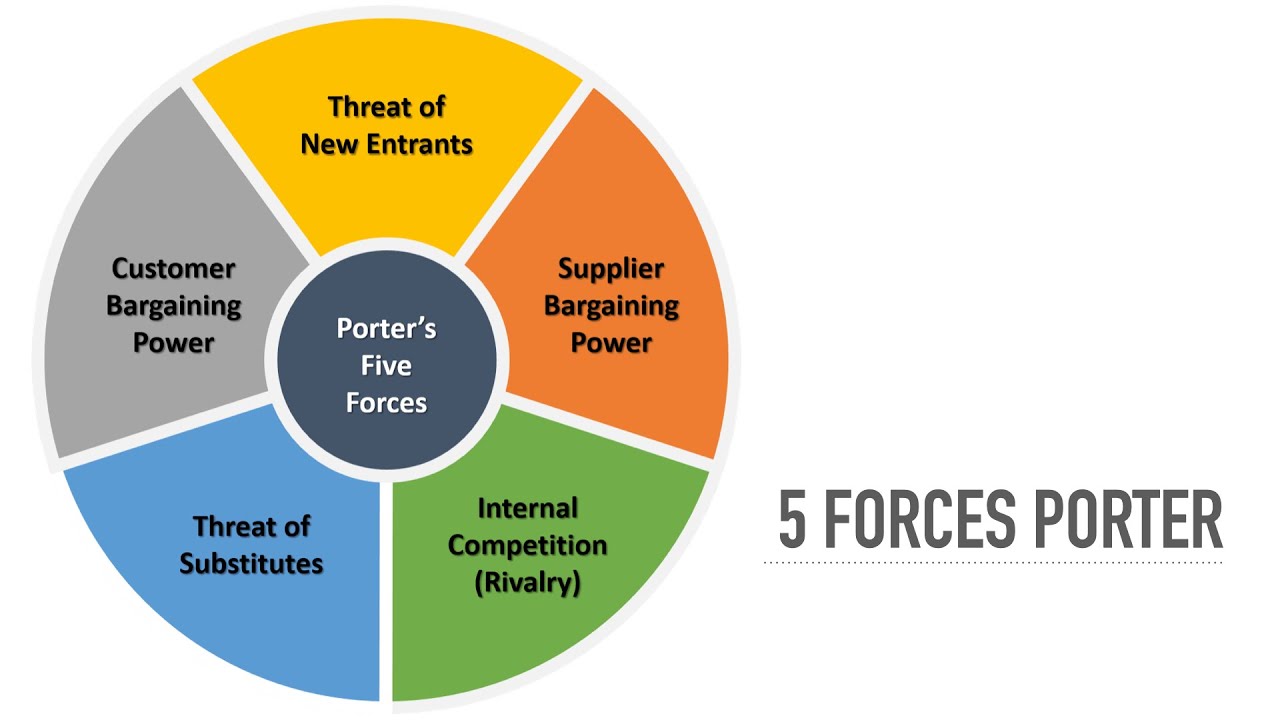 Threat of
New Entrants
Customer
Bargaining
Power
Supplier
Bargaining
Power
Porter’s
Five
Forces
Threat of
Substitutes
Internal
Competition
(Rivalry)
5 FORCES PORTER